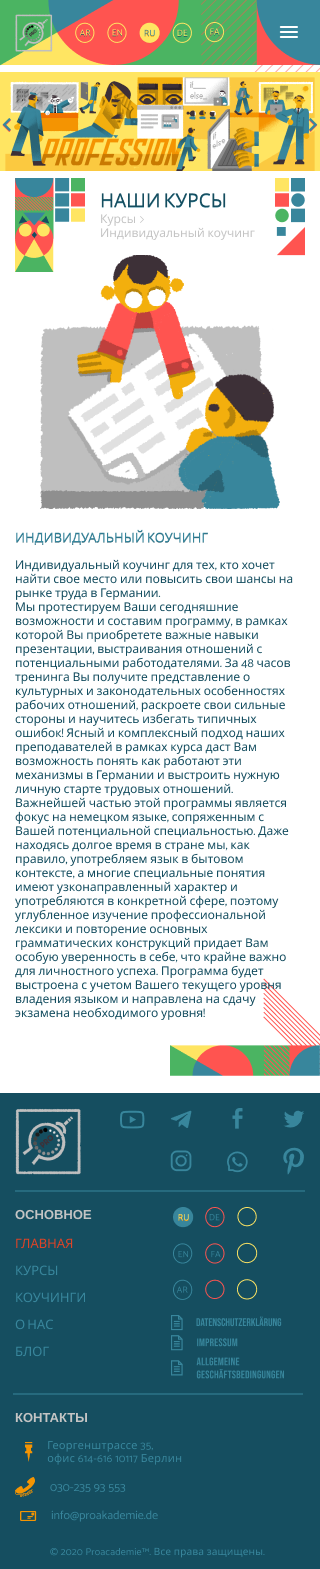 AR EN RU DE FA
else
PROFESSION
НАШИ КУРСЫ
Курсы >
Индивидуальный коучинг
ИНДИВИДУАЛЬНЫЙ КОУЧИНГ
Индивидуальный коучинг для тех, кто хочет
найти свое место или повысить свои шансы на
рынке труда в Германии.
Мы протестируем Ваши сегодняшние
возможности и составим программу, в рамках
которой Вы приобретете важные навыки
презентации, выстраивания отношений с
потенциальными работодателями. За 48 часов
тренинга Вы получите представление о
культурных и законодательных особенностях
рабочих отношений, раскроете свои сильные
стороны и научитесь избегать типичных
ошибок! Ясный и комплексный подход наших
преподавателей в рамках курса даст Вам
возможность понять как работают эти
механизмы в Германии и выстроить нужную
личную старте трудовых отношений.
Важнейшей частью этой программы является
фокус на немецком языке, сопряженным с
Вашей потенциальной специальностью. Даже
находясь долгое время в стране мы, как
правило, употребляем язык в бытовом
контексте, а многие специальные понятия
имеют узконаправленный характер и
употребляются в конкретной сфере, поэтому
углубленное изучение профессиональной
лексики и повторение основных
грамматических конструкций придает Вам
особую уверенность в себе, что крайне важно
для личностного успеха. Программа будет
выстроена с учетом Вашего текущего уровня
владения языком и направлена на сдачу
экзамена необходимого уровня!
ОСНОВНОЕ
ГЛАВНАЯ
КУРСЫ
КОУЧИНГИ
О НАС
БЛОГ
RU DE
EN FA
AR
DATENSCHUTZERKLÄRUNG
IMPRESSUM
ALLGEMEINE
GESCHÄFTSBEDINGUNGEN
КОНТАКТЫ
Георгенштрассе 35,
офис 614-616 10117 Берлин
030-235 93 553
info@proakademie.de
© 2020 Proacademie™. Все права защищены.